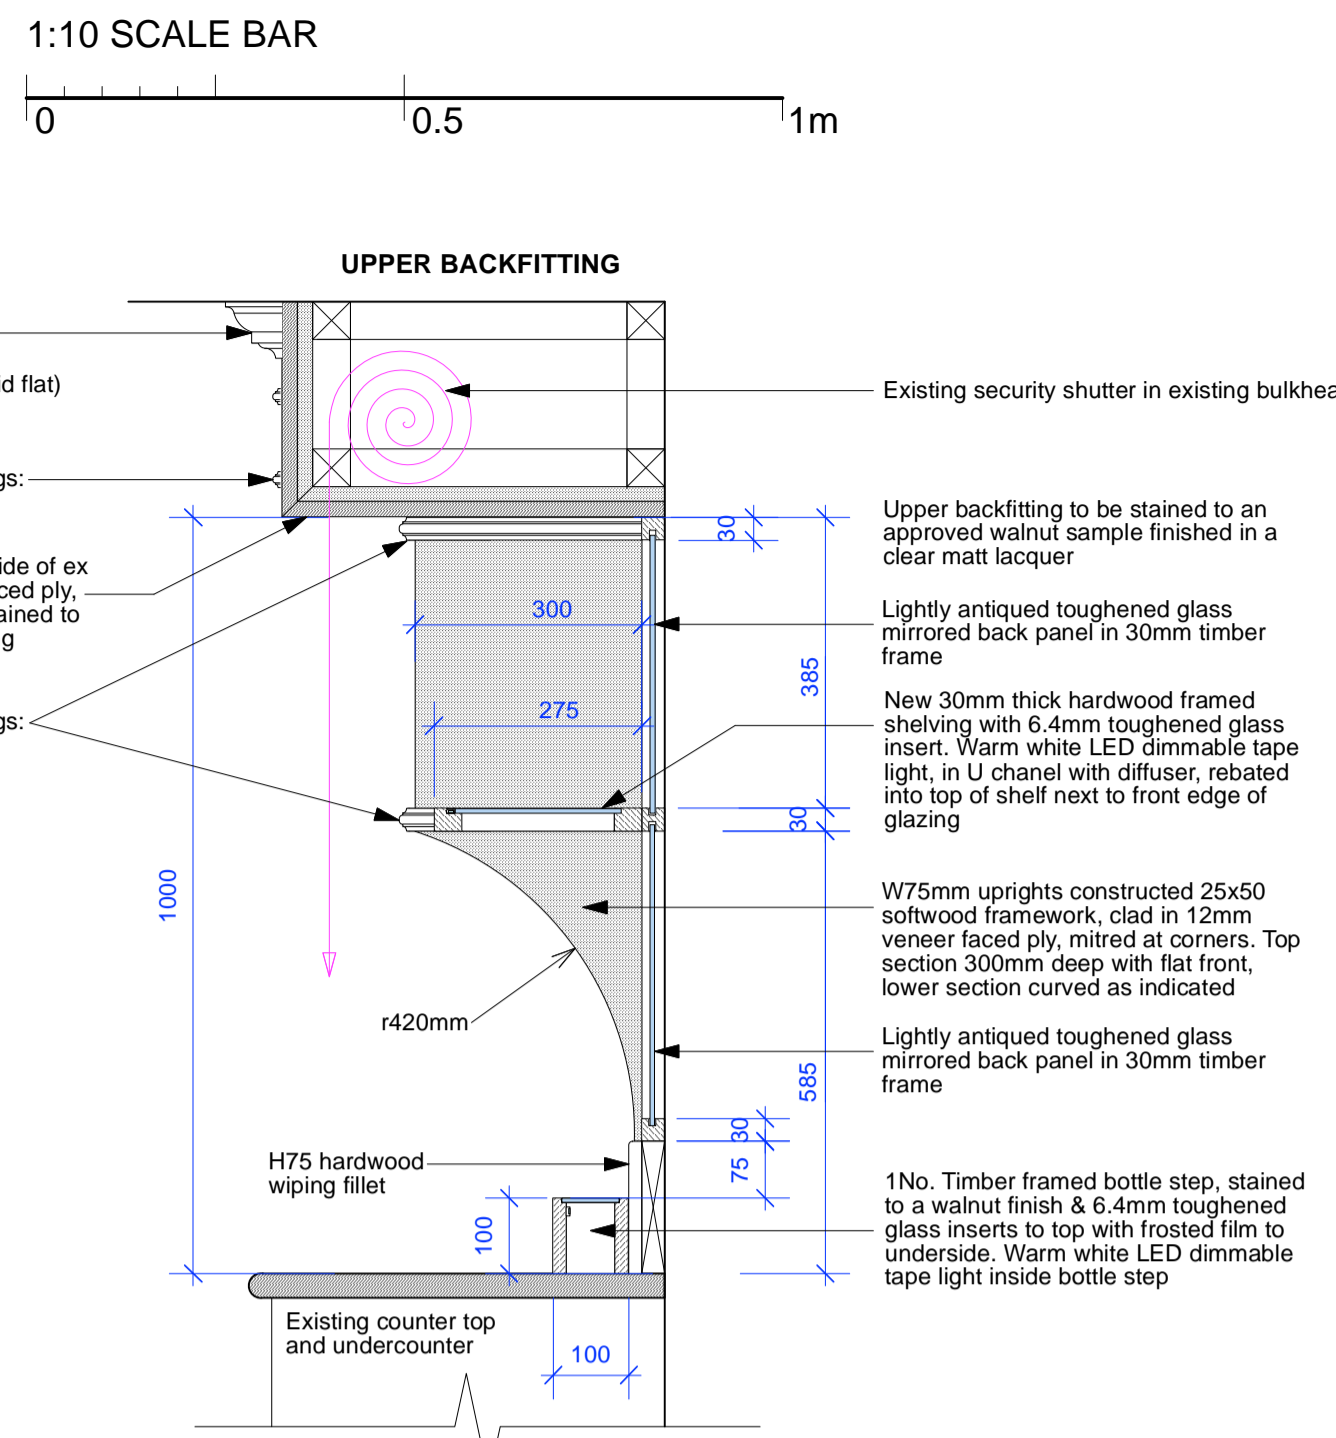 1:10 SCALE BAR
0
0.5
1m
UPPER BACKFITTING
id flat)
gs:
ide of ex
ced ply,
ained to
g
gs:
Existing security shutter in existing bulkhea
Upper backfitting to be stained to an
approved walnut sample finished in a
clear matt lacquer
Lightly antiqued toughened glass
mirrored back panel in 30mm timber
frame
New 30mm thick hardwood framed
shelving with 6.4mm toughened glass
insert. Warm white LED dimmable tape
light, in U chanel with diffuser, rebated
into top of shelf next to front edge of
glazing
W75mm uprights constructed 25x50
softwood framework, clad in 12mm
veneer faced ply, mitred at corners. Top
section 300mm deep with flat front,
lower section curved as indicated
Lightly antiqued toughened glass
mirrored back panel in 30mm timber
frame
1No. Timber framed bottle step, stained
to a walnut finish & 6.4mm toughened
glass inserts to top with frosted film to
underside. Warm white LED dimmable
tape light inside bottle step
30
300
385
275
30
1000
r420mm
585
30
75
H75 hardwood
wiping fillet
100
Existing counter top
and undercounter
100